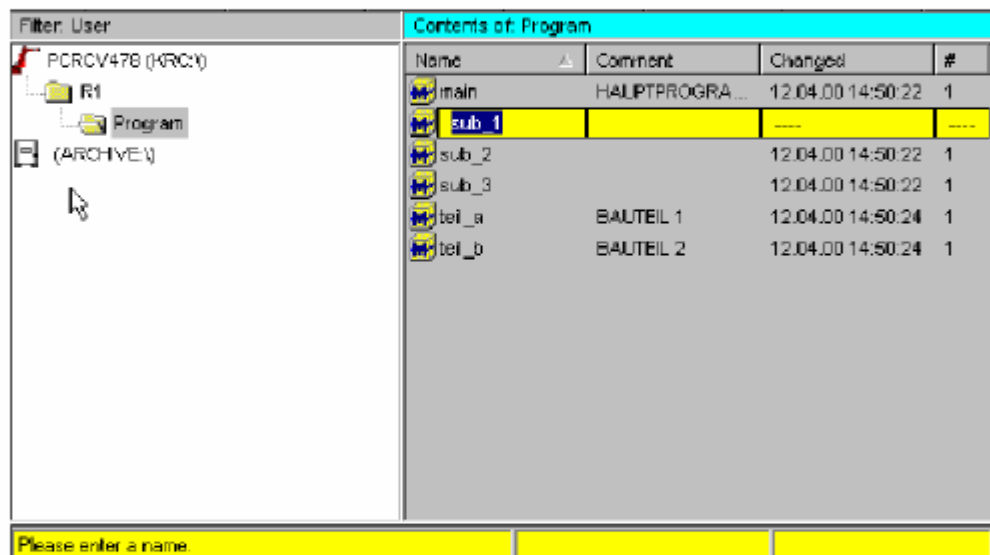 Filter: User
Contents of: Program
PCRCV478 (KRC:\)
R1
Program
(ARCHIVE:\)
Name Comment Changed #
main HAUPTPROGRA... 12.04.00 14:50:22 1
sub_1 ---- ----
sub_2 12.04.00 14:50:22 1
sub_3 12.04.00 14:50:22 1
teil_a BAUTEIL 1 12.04.00 14:50:24 1
teil_b BAUTEIL 2 12.04.00 14:50:24 1
Please enter a name.